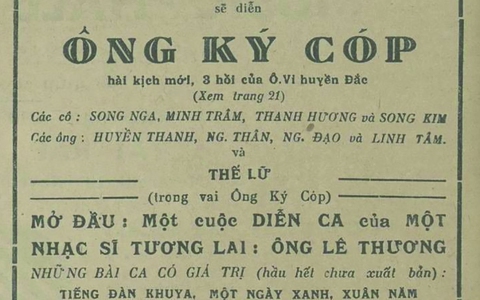 sẽ diễn
ÔNG KÝ CÓP
hài kịch mới, 3 hồi của Ô.Vi huyền Đắc
(Xem trang 21)
Các cô : SONG NGA, MINH TRÂM, THANH HƯƠNG và SONG KIM
Các ông : HUYỀN THANH, NG. THÂN, NG. ĐẠO và LINH TÂM.
và
THẾ LỮ
(trong vai Ông Ký Cóp)
MỞ ĐẦU : Một cuộc DIỄN CA của MỘT
NHẠC SĨ TƯƠNG LAI : ÔNG LÊ THƯƠNG
NHỮNG BÀI CA CÓ GIÁ TRỊ (hầu hết chưa xuất bản) :
TIẾNG ĐÀN KHUYA, MỘT NGÀY XANH, XUÂN NĂM